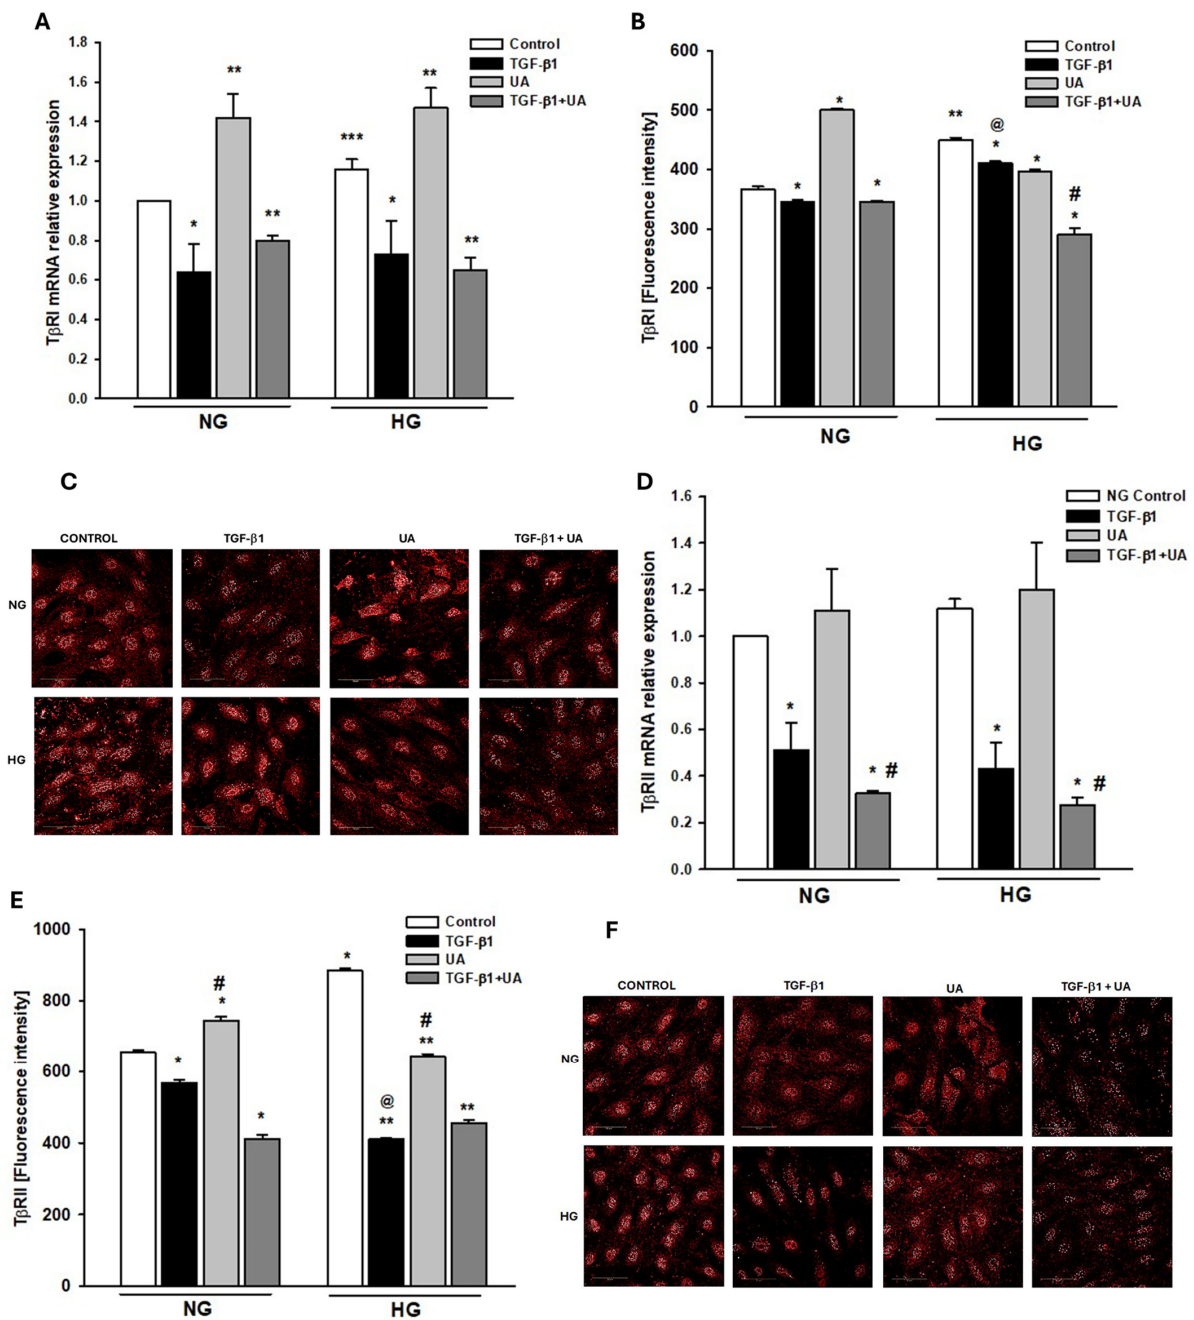 A
1.8
1.6
1.4
1.2
1.0
0.8
0.6
0.4
0.2
0.0
TβRI mRNA relative expression
Control
TGF-β1
UA
TGF-β1+UA
*
**
**
***
*
**
**
NG
HG
B
600
500
400
300
200
100
0
TβRI [Fluorescence intensity]
Control
TGF-β1
UA
TGF-β1+UA
*
*
*
**
@
*
*
#
*
NG
HG
C
CONTROL TGF-β1 UA TGF-β1 + UA
NG
HG
D
1.6
1.4
1.2
1.0
0.8
0.6
0.4
0.2
0.0
TβRII mRNA relative expression
NG Control
TGF-β1
UA
TGF-β1+UA
*
* #
*
* #
NG
HG
E
1000
800
600
400
200
0
TβRII [Fluorescence intensity]
Control
TGF-β1
UA
TGF-β1+UA
*
#
*
*
*
@
**
#
**
**
NG
HG
F
CONTROL TGF-β1 UA TGF-β1 + UA
NG
HG